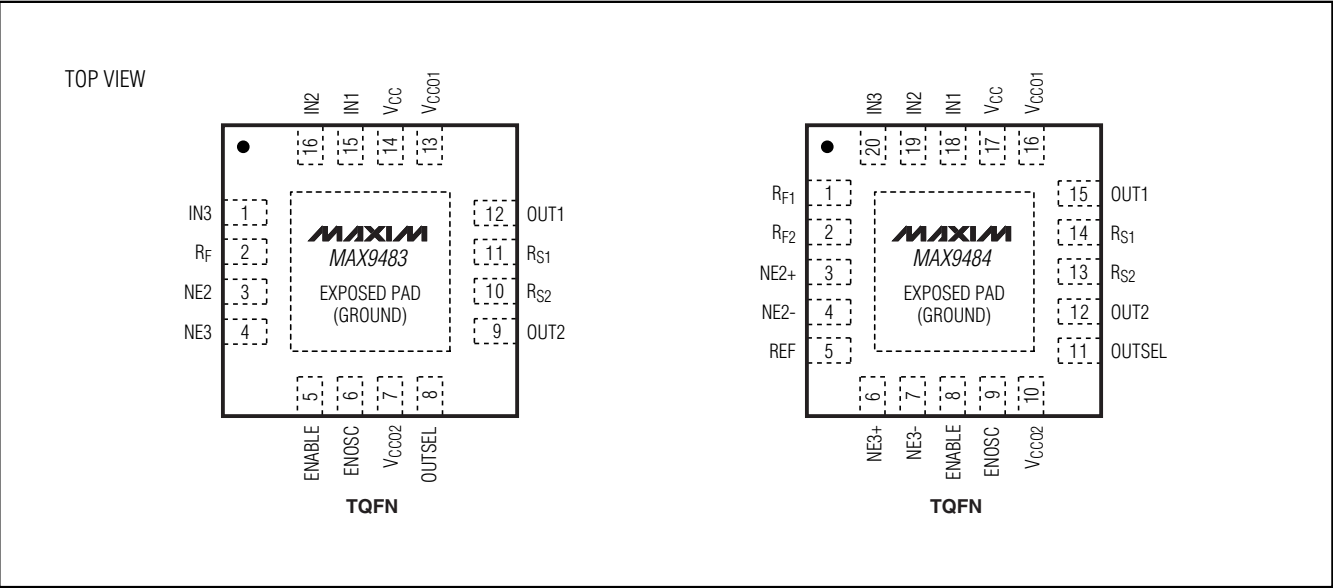 TOP VIEW
IN2
IN1
VCC
VCCO1
16
15
14
13
IN3 1
RF 2
NE2 3
NE3 4
MAXIM
MAX9483
EXPOSED PAD
(GROUND)
12 OUT1
11 RS1
10 RS2
9 OUT2
5
6
7
8
ENABLE
ENOSC
VCCO2
OUTSEL
TQFN
IN3
IN2
IN1
VCC
VCCO1
20
19
18
17
16
RF1 1
RF2 2
NE2+ 3
NE2- 4
REF 5
MAXIM
MAX9484
EXPOSED PAD
(GROUND)
15 OUT1
14 RS1
13 RS2
12 OUT2
11 OUTSEL
6
7
8
9
10
NE3+
NE3-
ENABLE
ENOSC
VCCO2
TQFN